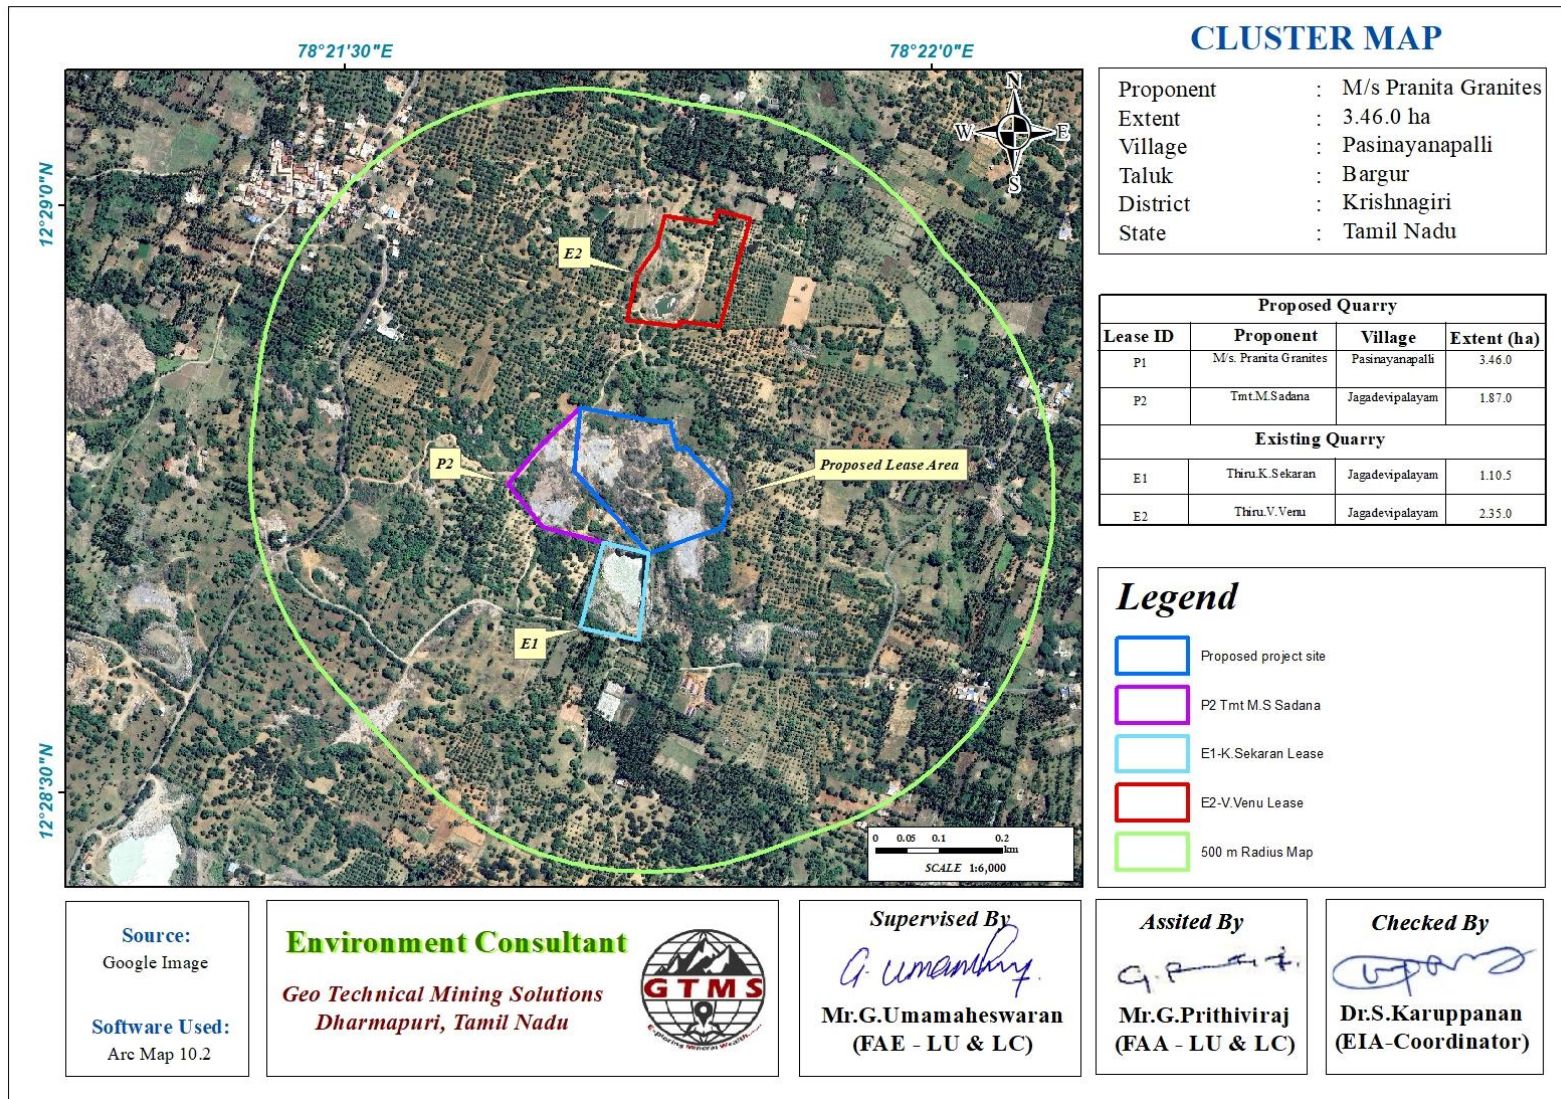 CLUSTER MAP
78°21'30"E
78°22'0"E
12°29'0"N
12°28'30"N
N
W
E
S
E2
P2
Proposed Lease Area
E1
0 0.05 0.1 0.2
km
SCALE 1:6,000
Proponent : M/s Pranita Granites
Extent : 3.46.0 ha
Village : Pasinayanapalli
Taluk : Bargur
District : Krishnagiri
State : Tamil Nadu
Proposed Quarry
Lease ID Proponent Village Extent (ha)
P1 M/s. Pranita Granites Pasinayanapalli 3.46.0
P2 Tmt.M.Sadana Jagadevipalayam 1.87.0
Existing Quarry
E1 Thiru.K.Sekaran Jagadevipalayam 1.10.5
E2 Thiru.V.Venu Jagadevipalayam 2.35.0
Legend
Proposed project site
P2 Tmt M.S Sadana
E1-K.Sekaran Lease
E2-V.Venu Lease
500 m Radius Map
Source:
Google Image
Software Used:
Arc Map 10.2
Environment Consultant
Geo Technical Mining Solutions
Dharmapuri, Tamil Nadu
GTMS
Exploring Mineral Wealth......
Supervised By
Mr.G.Umamaheswaran
(FAE - LU & LC)
Assited By
Mr.G.Prithiviraj
(FAA - LU & LC)
Checked By
Dr.S.Karuppanan
(EIA-Coordinator)